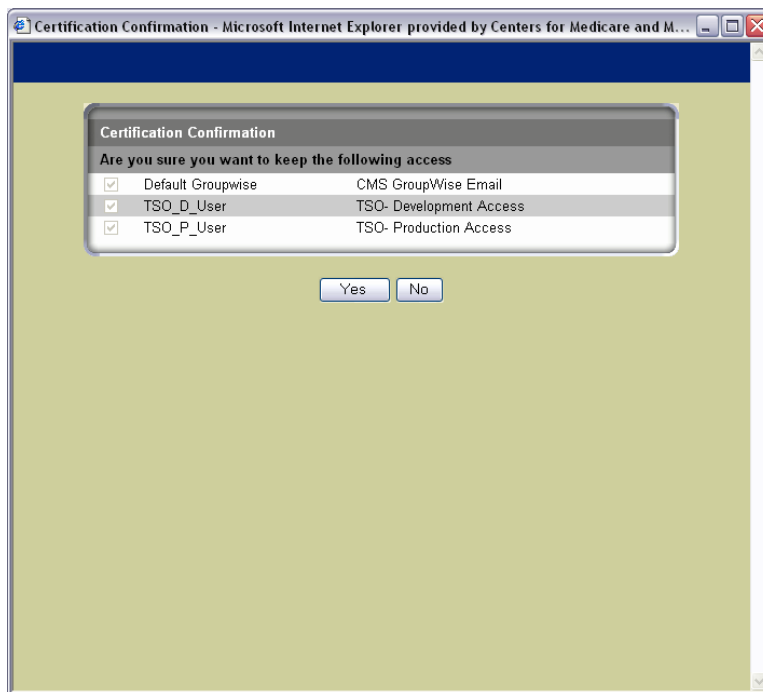 Certification Confirmation - Microsoft Internet Explorer provided by Centers for Medicare and M...
Certification Confirmation
Are you sure you want to keep the following access
Default Groupwise CMS GroupWise Email
TSO_D_User TSO- Development Access
TSO_P_User TSO- Production Access
Yes No